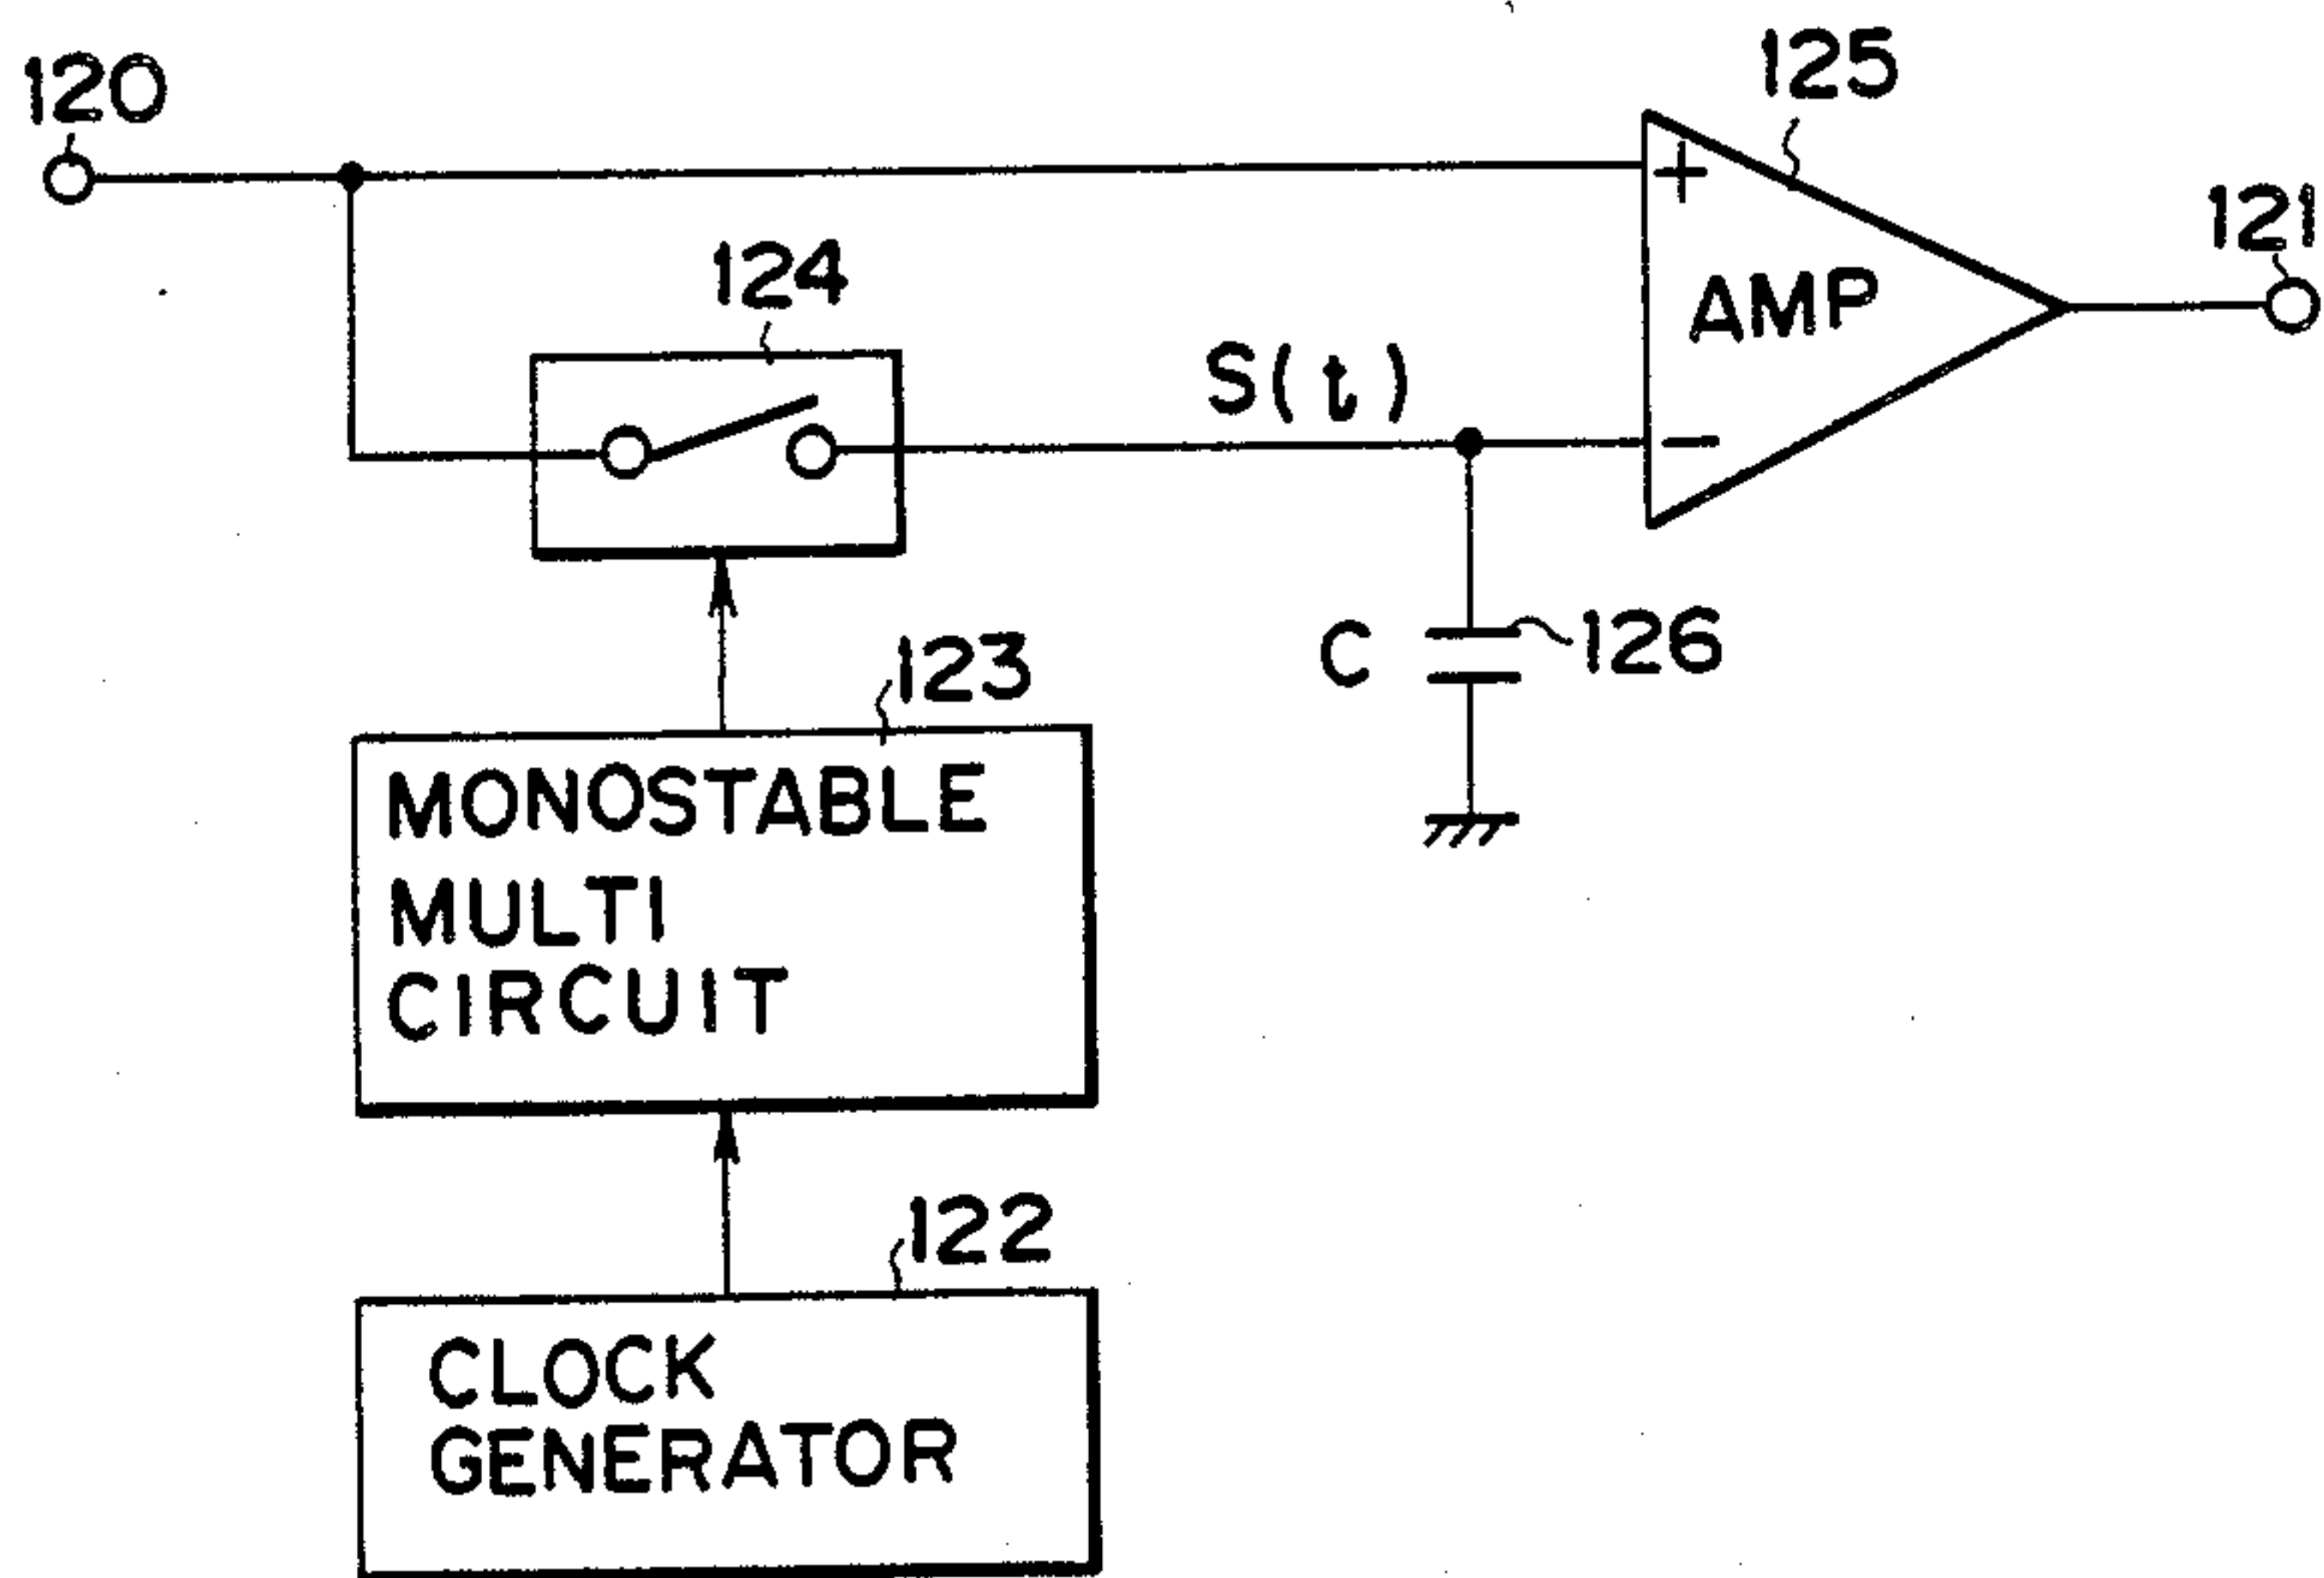 120
125
121
124
+
AMP
S(t)
−
123
C
126
MONOSTABLE
MULTI
CIRCUIT
122
CLOCK
GENERATOR